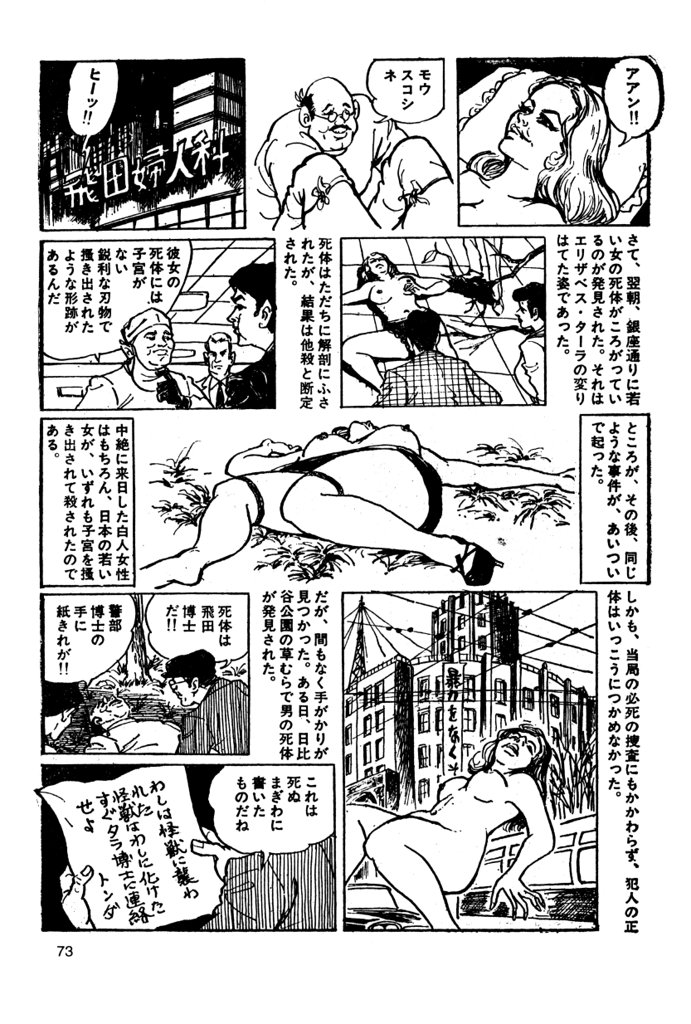 アアン!!
モウ
スコシ
ネ
ヒーッ!!
飛田婦人科
さて、翌朝、銀座通りに若
い女の死体がころがってい
るのが発見された。それは
エリザベス・ターラの変り
はてた姿であった。
死体はただちに解剖にふさ
れたが、結果は他殺と断定
された。
彼女の
死体には
子宮が
ない
鋭利な刃物で
搔き出された
ような形跡が
あるんだ
ところが、その後、同じ
ような事件が、あいつい
で起った。
中絶に来日した白人女性
はもちろん、日本の若い
女が、いずれも子宮を搔
き出されて殺されたので
ある。
しかも、当局の必死の捜査にもかかわらず、犯人の正
体はいっこうにつかめなかった。
暴力をなくそ
だが、間もなく手がかりが
見つかった。ある日、日比
谷公園の草むらで男の死体
が発見された。
死体は
飛田
博士
だ!!
警部
博士の
手に
紙きれが!!
これは
死ぬ
まぎわに
書いた
ものだね
わしは怪獣に襲わ
れた
怪獣はわしに化けた
すぐタラ博士に連絡
せよ
トンダ
73